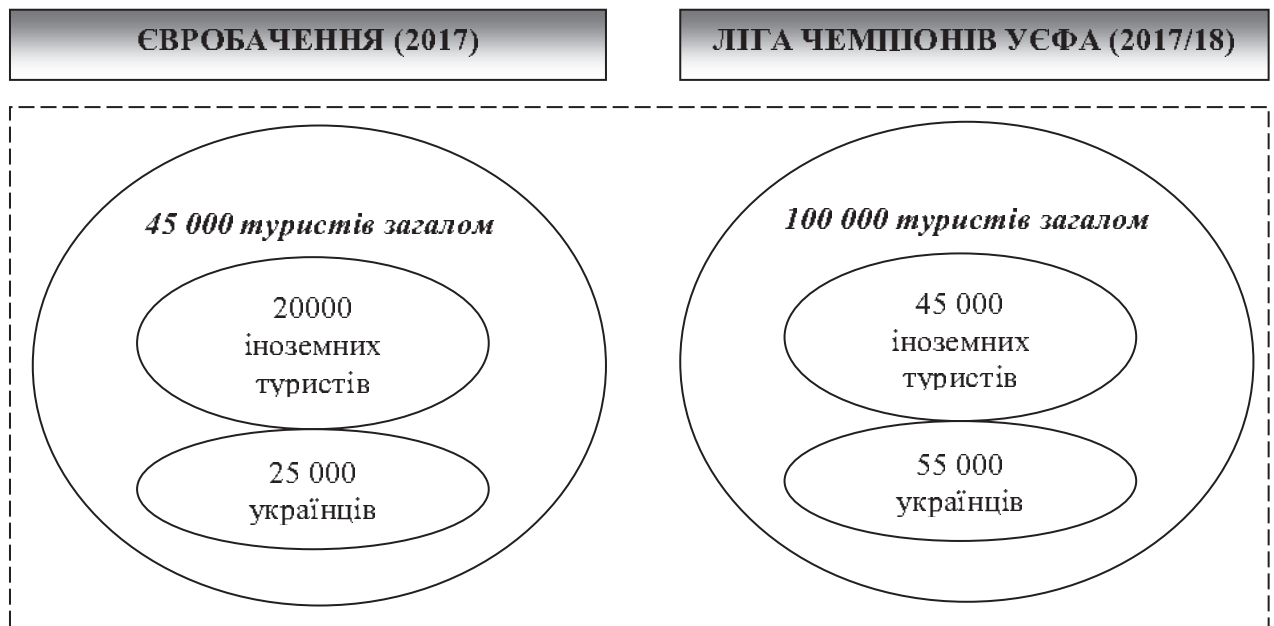 ЄВРОБАЧЕННЯ (2017)
ЛІГА ЧЕМПІОНІВ УЄФА (2017/18)
45 000 туристів загалом
20000
іноземних
туристів
25 000
українців
100 000 туристів загалом
45 000
іноземних
туристів
55 000
українців